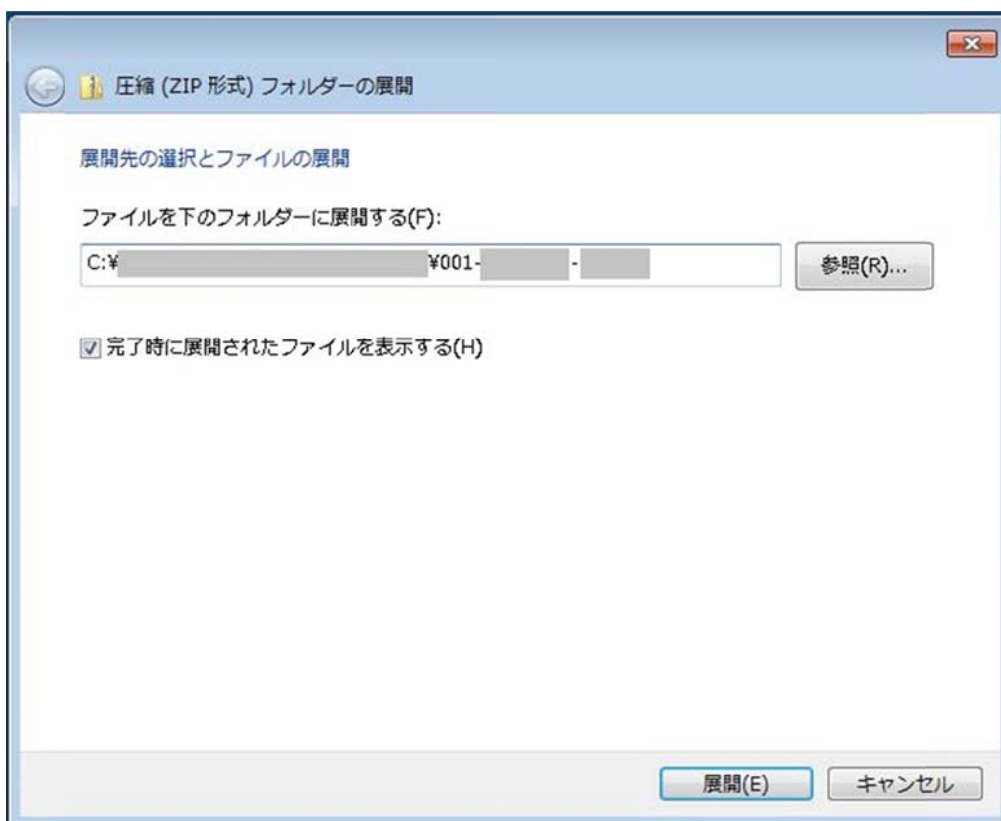 圧縮 (ZIP 形式) フォルダーの展開
展開先の選択とファイルの展開
ファイルを下のフォルダーに展開する(F):
C:¥ ¥001- -
参照(R)...
完了時に展開されたファイルを表示する(H)
展開(E)
キャンセル